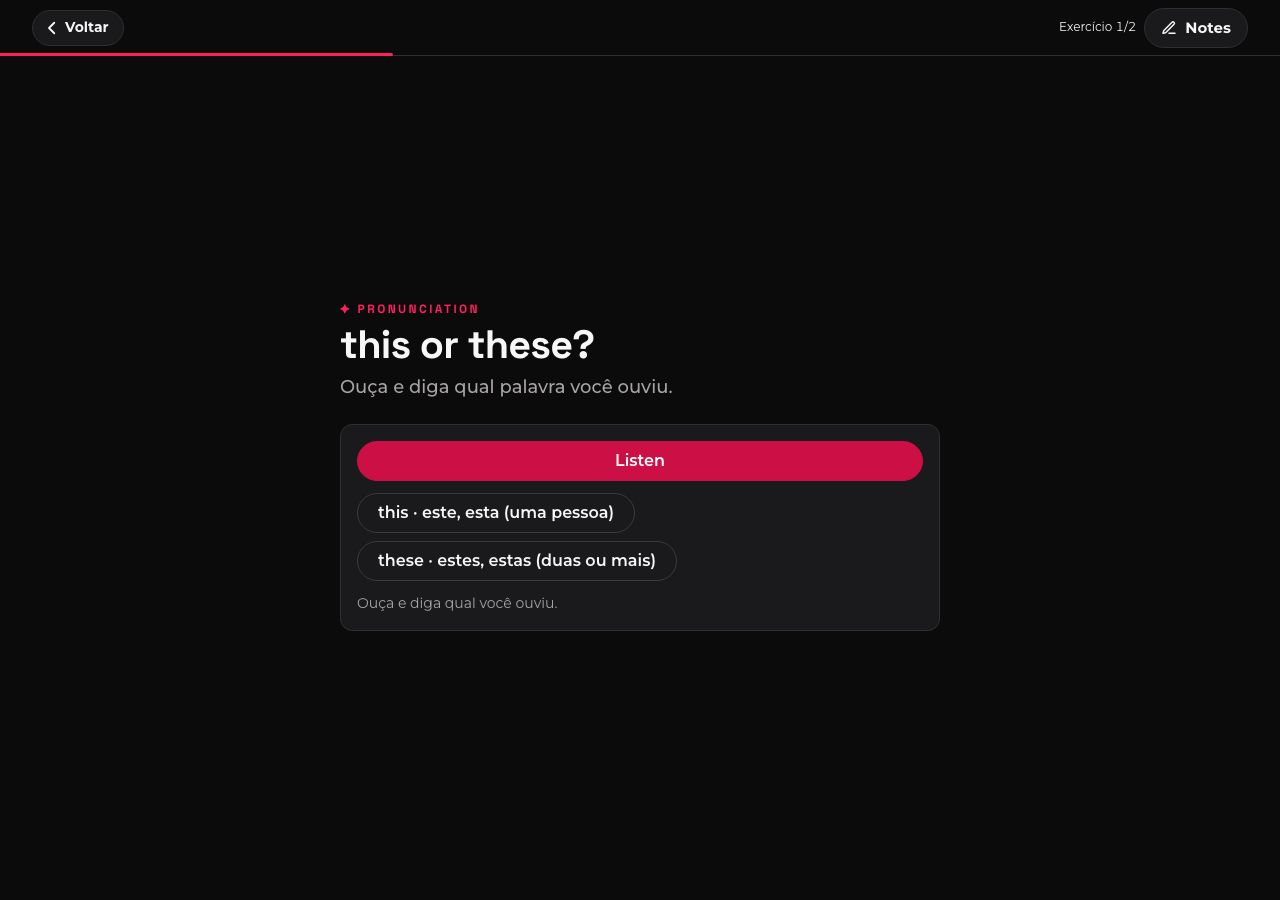 Voltar
Exercício 1/2
Notes
PRONUNCIATION
this or these?
Ouça e diga qual palavra você ouviu.
Listen
this · este, esta (uma pessoa)
these · estes, estas (duas ou mais)
Ouça e diga qual você ouviu.